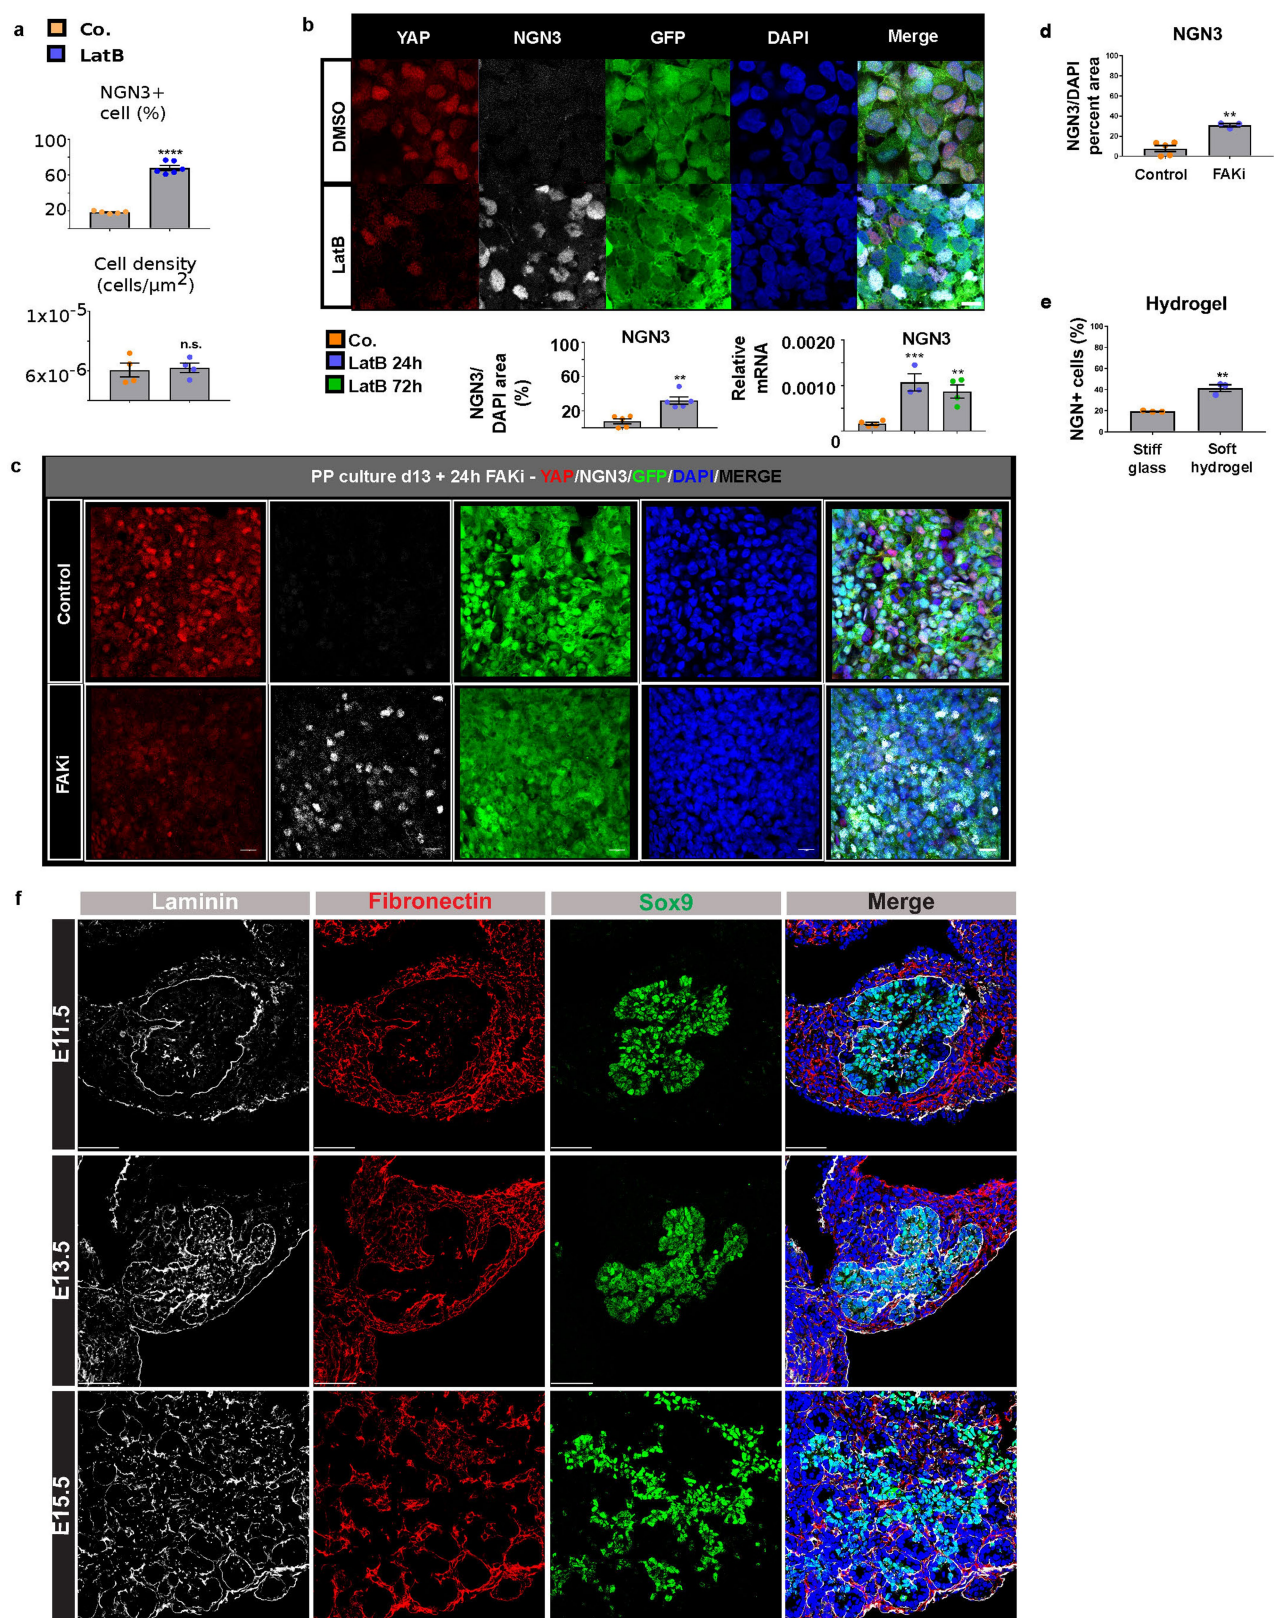 a
Co.
LatB
NGN3+
cell (%)
100
60
20
****
Cell density
(cells/µm²)
1x10⁻⁵
6x10⁻⁶
n.s.
b
YAP NGN3 GFP DAPI Merge
DMSO
LatB
Co.
LatB 24h
LatB 72h
NGN3
NGN3/
DAPI area
(%)
100
60
20
**
NGN3
Relative
mRNA
0.0020
0.0010
0
***
**
c
PP culture d13 + 24h FAKi - YAP/NGN3/GFP/DAPI/MERGE
Control
FAKi
d
NGN3
NGN3/DAPI
percent area
100
80
60
40
20
0
**
Control FAKi
e
Hydrogel
NGN+ cells (%)
100
80
60
40
20
0
**
Stiff
glass
Soft
hydrogel
f
Laminin Fibronectin Sox9 Merge
E11.5
E13.5
E15.5